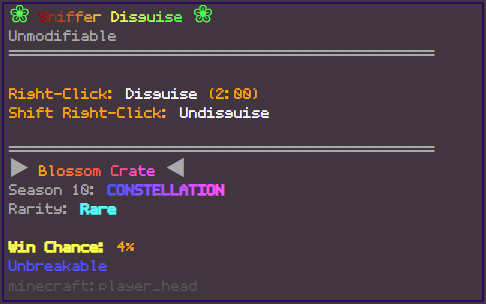 ❀ Sniffer Disguise ❀
Unmodifiable
Right-Click: Disguise (2:00)
Shift Right-Click: Undisguise
▶ Blossom Crate ◀
Season 10: CONSTELLATION
Rarity: Rare
Win Chance: 4%
Unbreakable
minecraft:player_head